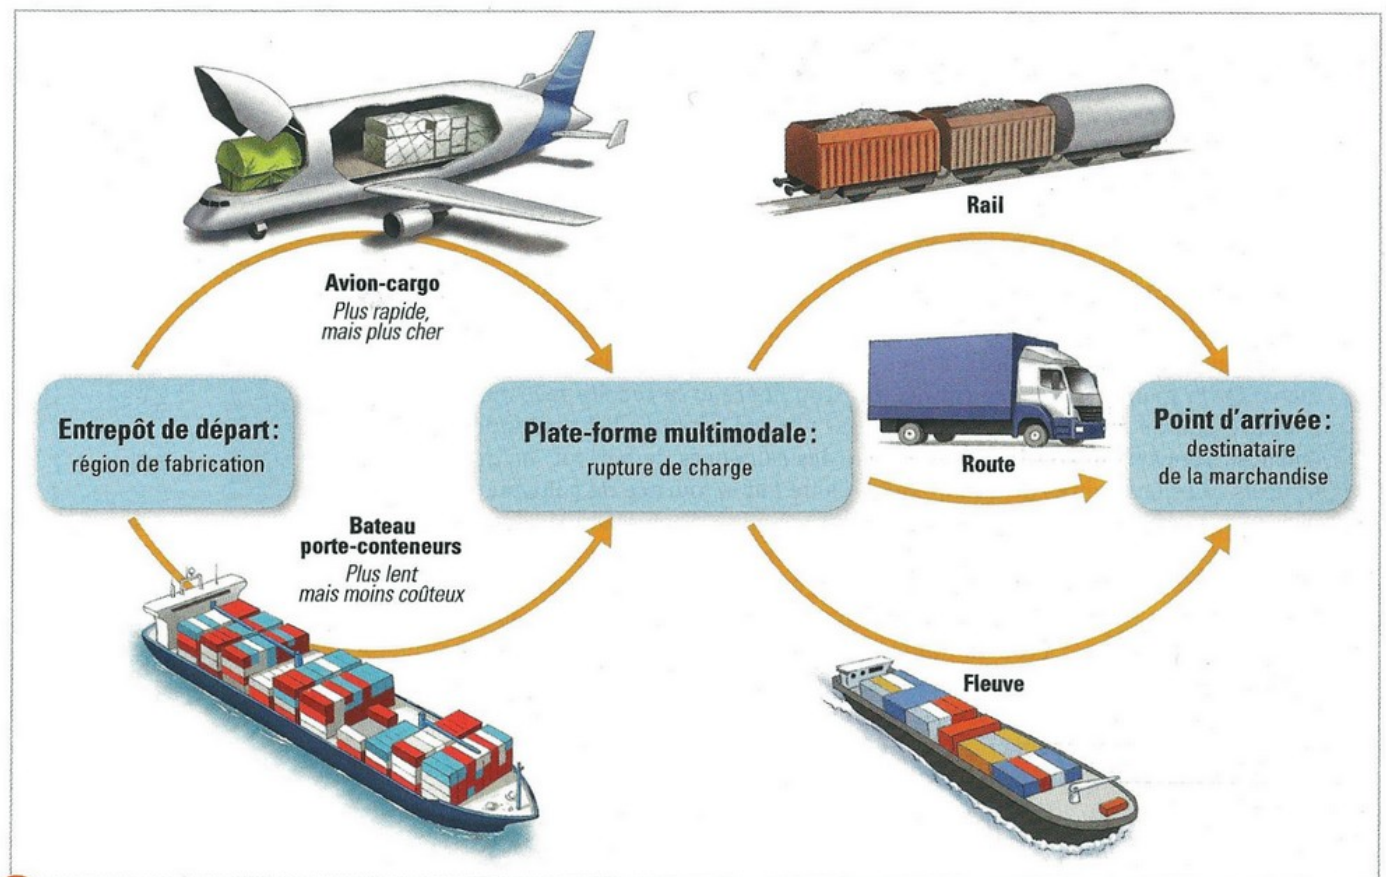 Rail
Avion-cargo
Plus rapide,
mais plus cher
Entrepôt de départ :
région de fabrication
Plate-forme multimodale :
rupture de charge
Route
Point d'arrivée :
destinataire
de la marchandise
Bateau
porte-conteneurs
Plus lent
mais moins coûteux
Fleuve